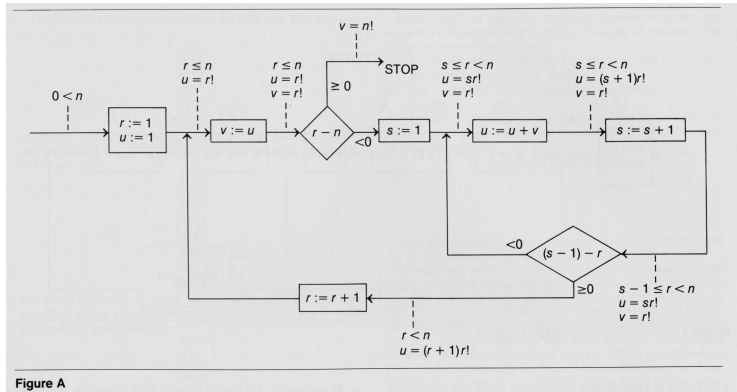 v = n!
STOP
≥ 0
0 < n
r := 1
u := 1
r ≤ n
u = r!
v := u
r ≤ n
u = r!
v = r!
r − n
<0
s := 1
s ≤ r < n
u = sr!
v = r!
u := u + v
s ≤ r < n
u = (s + 1)r!
v = r!
s := s + 1
<0
(s − 1) − r
≥0
s − 1 ≤ r < n
u = sr!
v = r!
r := r + 1
r < n
u = (r + 1)r!
Figure A